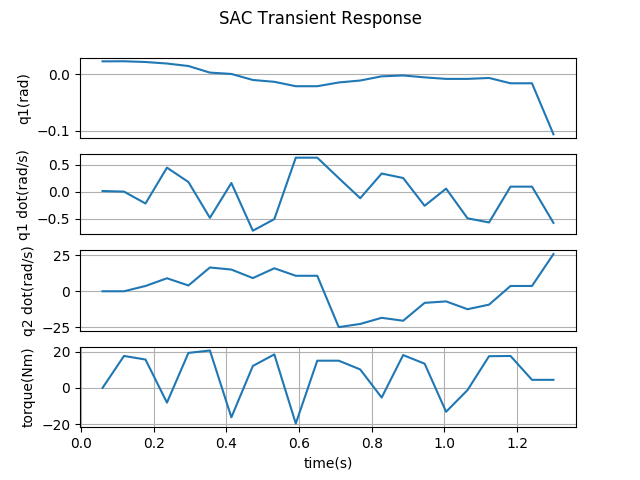 SAC Transient Response
q1(rad)
0.0
−0.1
q1 dot(rad/s)
0.5
0.0
−0.5
q2 dot(rad/s)
25
0
−25
torque(Nm)
20
0
−20
0.0 0.2 0.4 0.6 0.8 1.0 1.2
time(s)